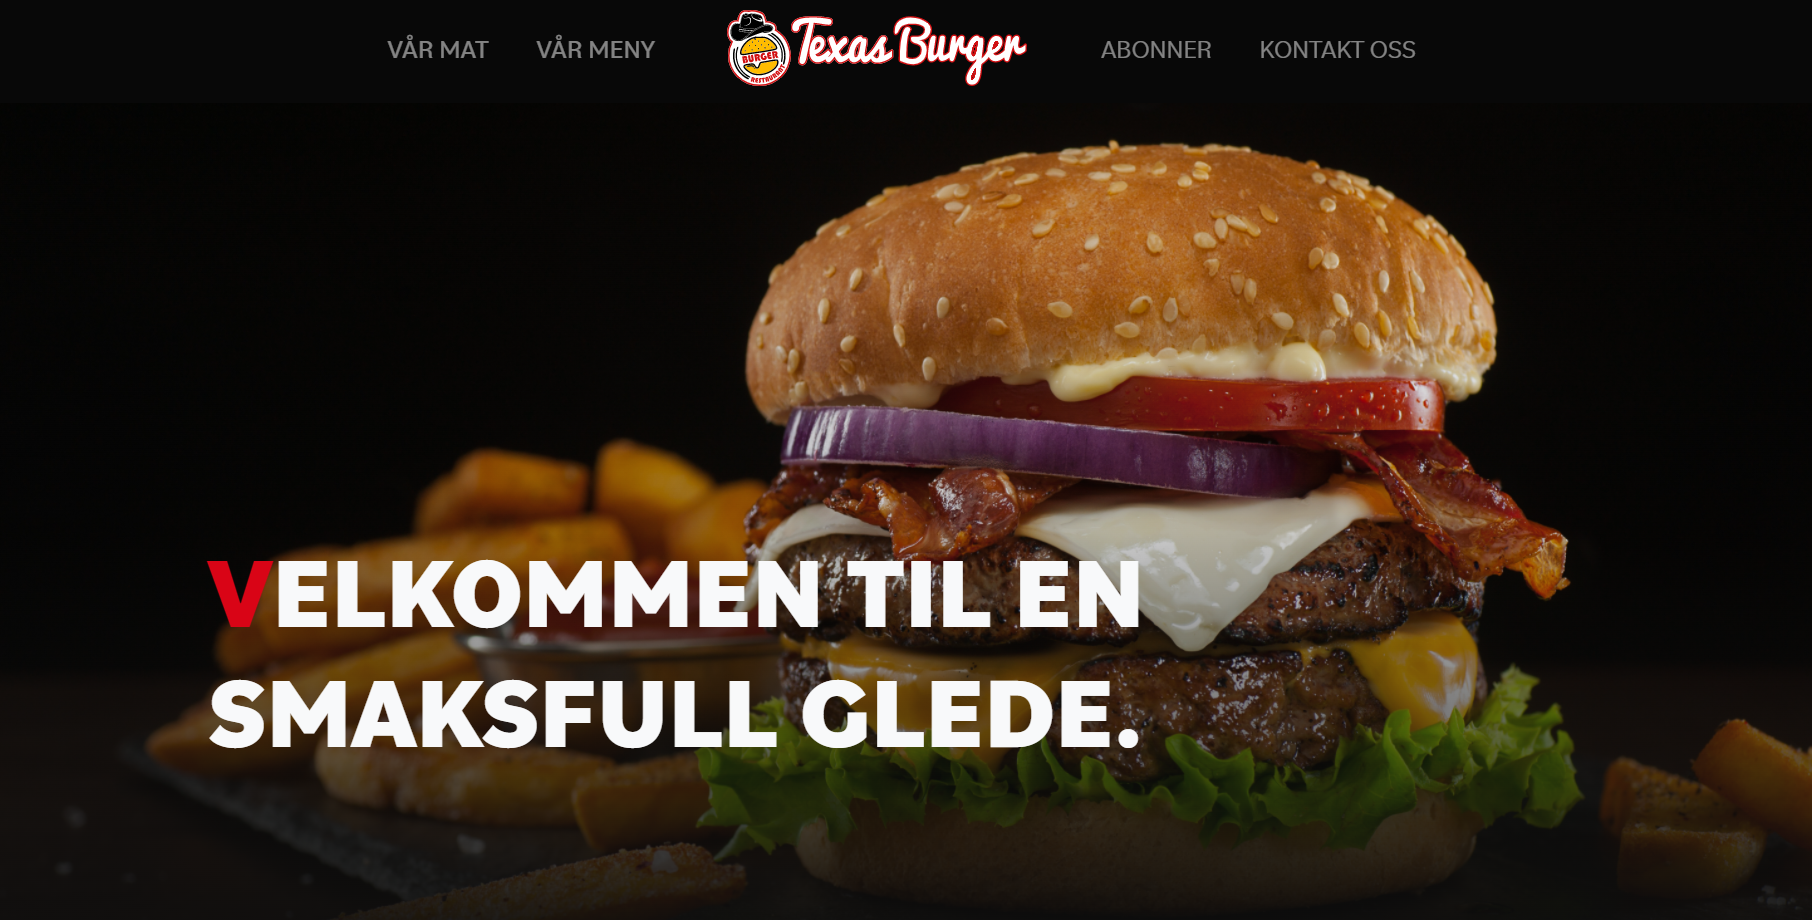 VÅR MAT
VÅR MENY
BURGER
RESTAURANT
Texas Burger
ABONNER
KONTAKT OSS
VELKOMMEN TIL EN
SMAKSFULL GLEDE.